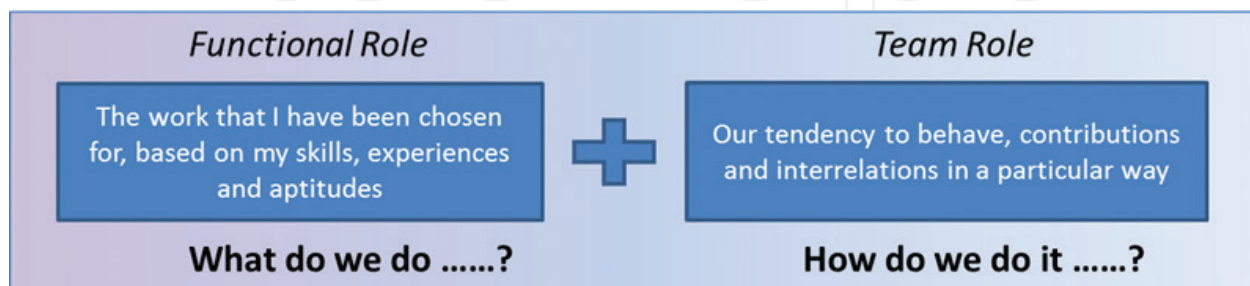 Functional Role
Team Role
The work that I have been chosen
for, based on my skills, experiences
and aptitudes
Our tendency to behave, contributions
and interrelations in a particular way
What do we do ......?
How do we do it ......?